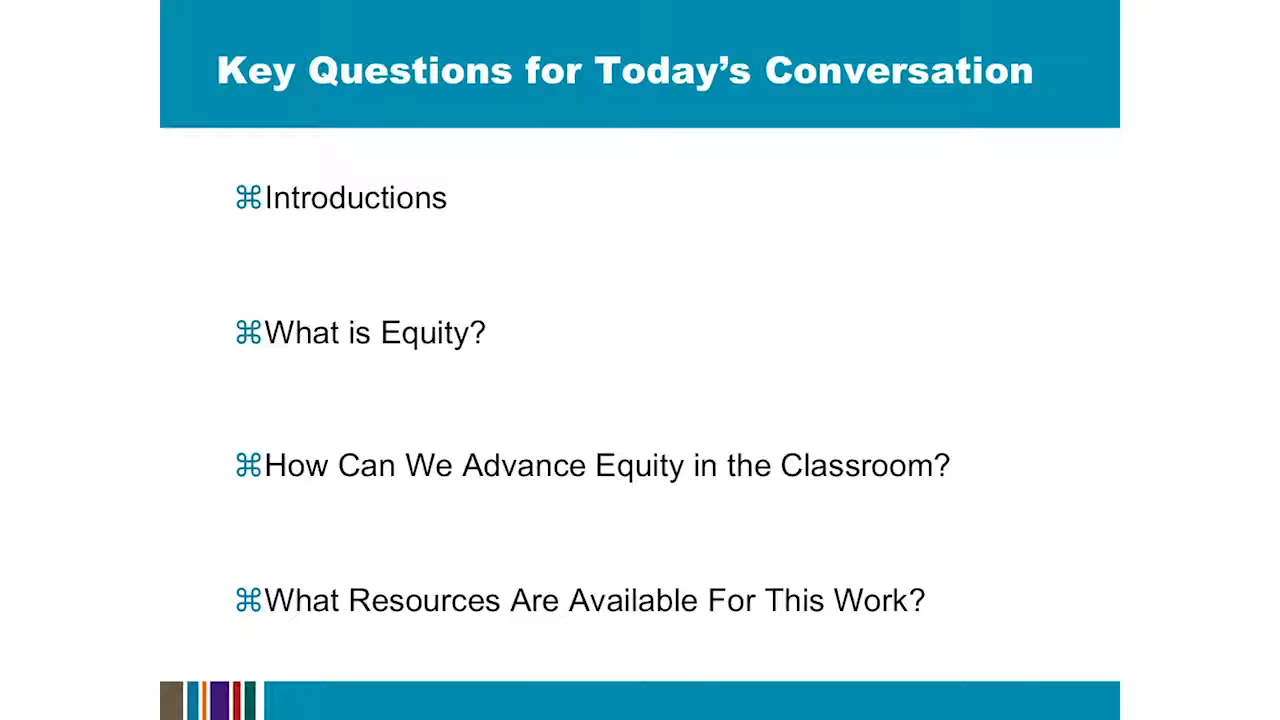 Key Questions for Today’s Conversation
⌘Introductions
⌘What is Equity?
⌘How Can We Advance Equity in the Classroom?
⌘What Resources Are Available For This Work?